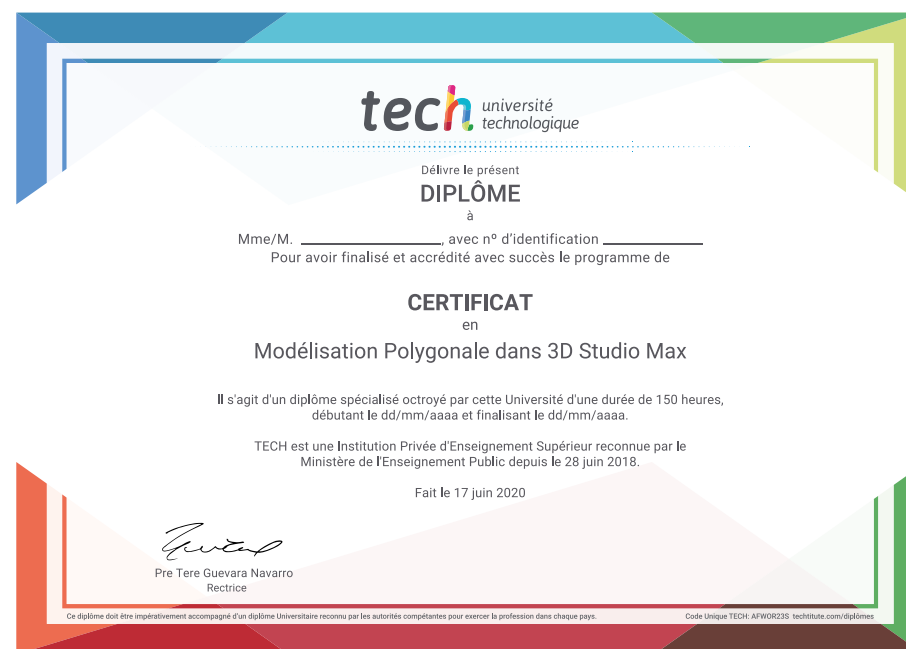 tech université
technologique
Délivre le présent
DIPLÔME
à
Mme/M. ____________________, avec nº d'identification ______________
Pour avoir finalisé et accrédité avec succès le programme de
CERTIFICAT
en
Modélisation Polygonale dans 3D Studio Max
Il s'agit d'un diplôme spécialisé octroyé par cette Université d'une durée de 150 heures,
débutant le dd/mm/aaaa et finalisant le dd/mm/aaaa.
TECH est une Institution Privée d'Enseignement Supérieur reconnue par le
Ministère de l'Enseignement Public depuis le 28 juin 2018.
Fait le 17 juin 2020
Pre Tere Guevara Navarro
Rectrice
Ce diplôme doit être impérativement accompagné d'un diplôme Universitaire reconnu par les autorités compétentes pour exercer la profession dans chaque pays.
Code Unique TECH: AFWOR23S techtitute.com/diplômes